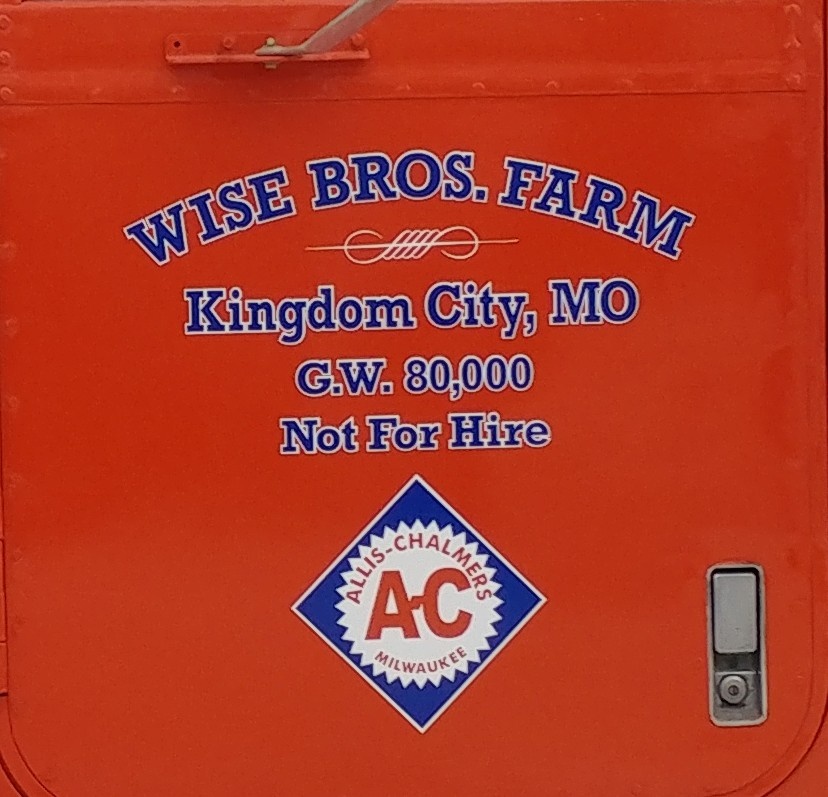 WISE BROS. FARM
Kingdom City, MO
G.W. 80,000
Not For Hire
ALLIS-CHALMERS
A-C
MILWAUKEE